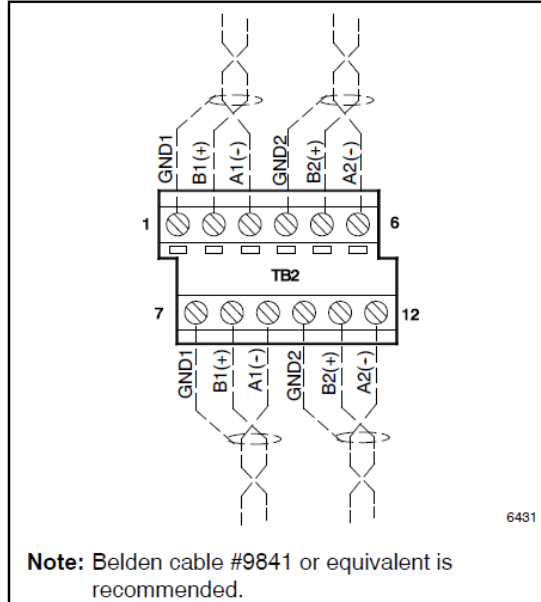 GND1 B1(+) A1(-) GND2 B2(+) A2(-)
1 6
TB2
7 12
GND1 B1(+) A1(-) GND2 B2(+) A2(-)
6431
Note: Belden cable #9841 or equivalent is
recommended.